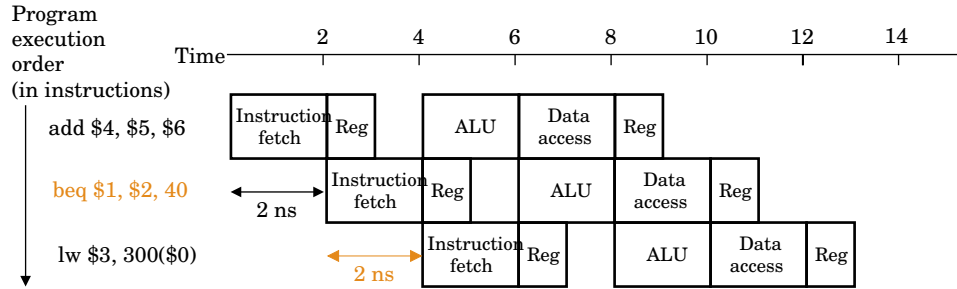 Program
execution
order
(in instructions)
Time
2 4 6 8 10 12 14
add $4, $5, $6
Instruction
fetch
Reg
ALU
Data
access
Reg
beq $1, $2, 40
2 ns
Instruction
fetch
Reg
ALU
Data
access
Reg
lw $3, 300($0)
2 ns
Instruction
fetch
Reg
ALU
Data
access
Reg